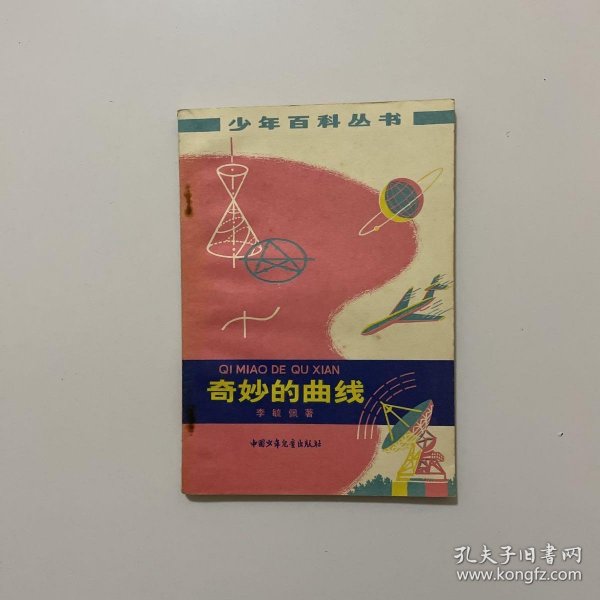 少年百科丛书
QI MIAO DE QU XIAN
奇妙的曲线
李毓佩著
中国少年儿童出版社
孔夫子旧书网
www.kongfz.com